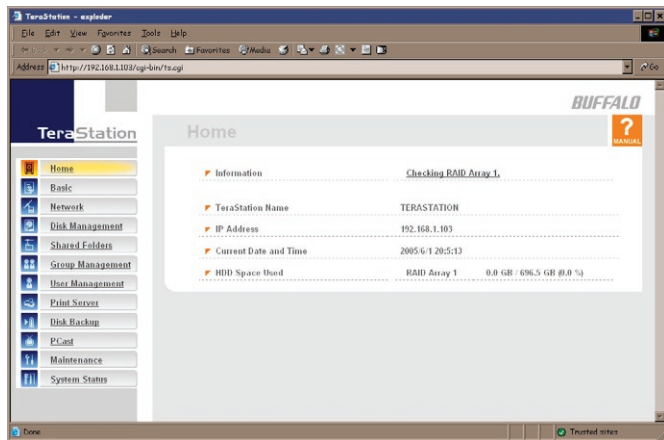 TeraStation - exploder
File Edit View Favorites Tools Help
Search Favorites Media
Address http://192.168.1.103/cgi-bin/ts.cgi Go
BUFFALO
TeraStation
Home
?
MANUAL
Home
Basic
Network
Disk Management
Shared Folders
Group Management
User Management
Print Server
Disk Backup
PCast
Maintenance
System Status
Information Checking RAID Array 1.
TeraStation Name TERASTATION
IP Address 192.168.1.103
Current Date and Time 2005/6/1 20:5:13
HDD Space Used RAID Array 1 0.0 GB / 696.5 GB (0.0 %)
Done Trusted sites